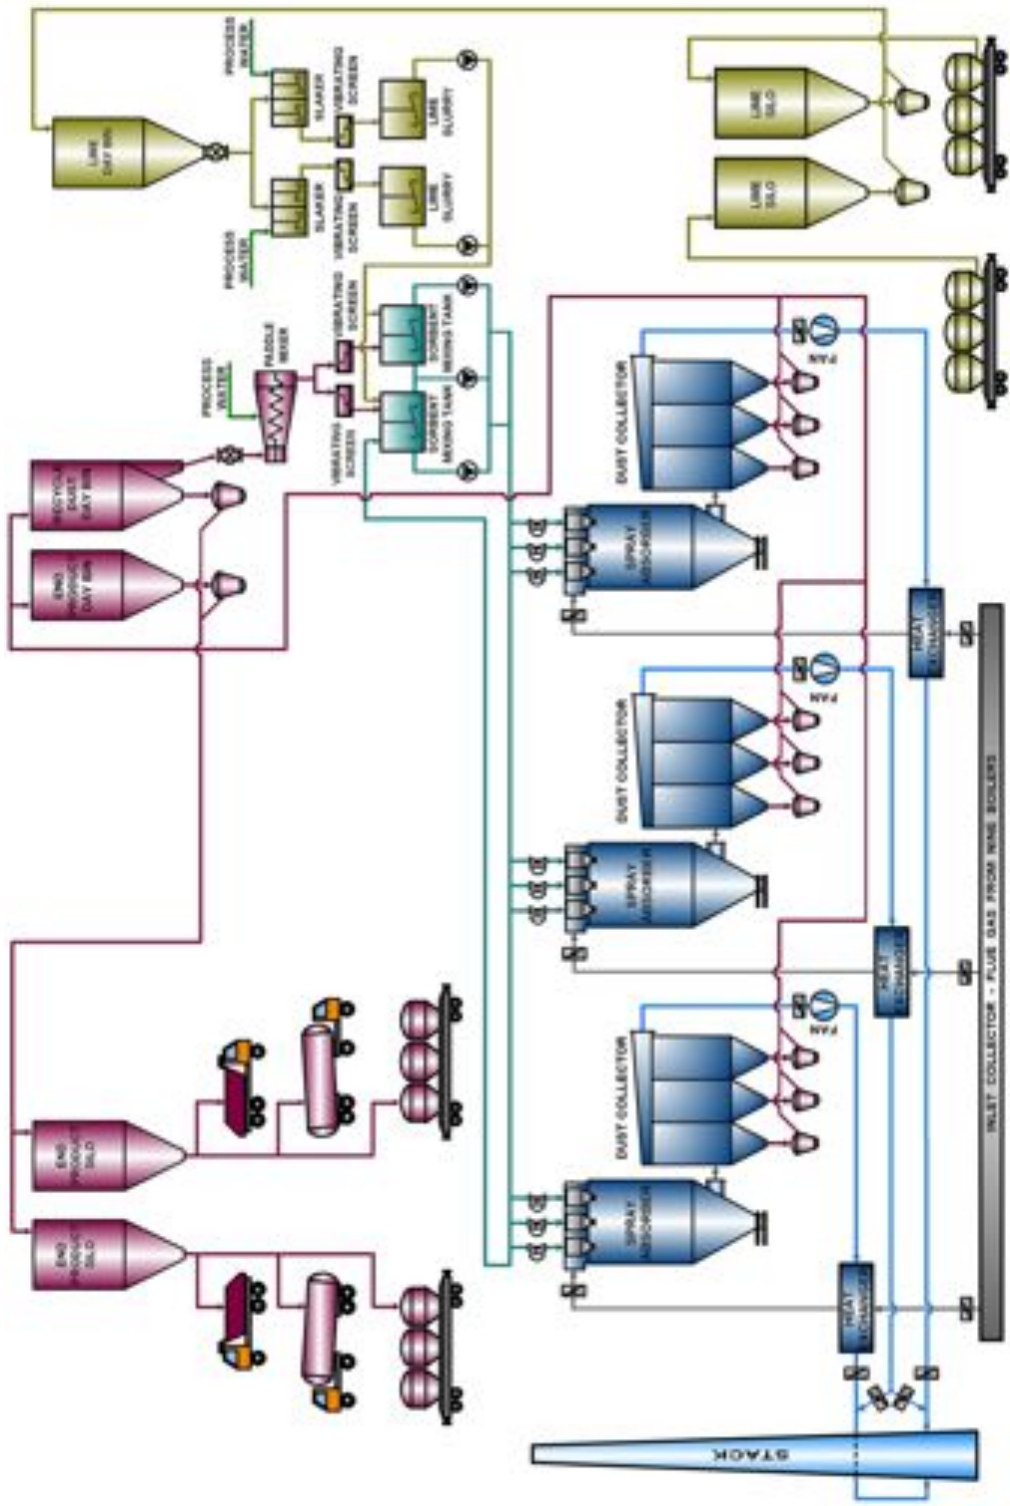 PROCESS
WATER
LIME
DAY BIN
SLAKER
VIBRATING
SCREEN
LIME
SLURRY
LIME
SILO
SLAKER
VIBRATING
SCREEN
LIME
SLURRY
LIME
SILO
PROCESS
WATER
PROCESS
WATER
PADDLE
MIXER
VIBRATING
SCREEN
SORBENT
MIXING TANK
VIBRATING
SCREEN
SORBENT
MIXING TANK
RECYCLE
DUST
DAY BIN
END
PRODUCT
DAY BIN
DUST COLLECTOR
FAN
SPRAY
ABSORBER
HEAT
EXCHANGER
DUST COLLECTOR
FAN
SPRAY
ABSORBER
HEAT
EXCHANGER
DUST COLLECTOR
FAN
SPRAY
ABSORBER
HEAT
EXCHANGER
INLET COLLECTOR - FLUE GAS FROM NINE BOILERS
END
PRODUCT
SILO
END
PRODUCT
SILO
STACK